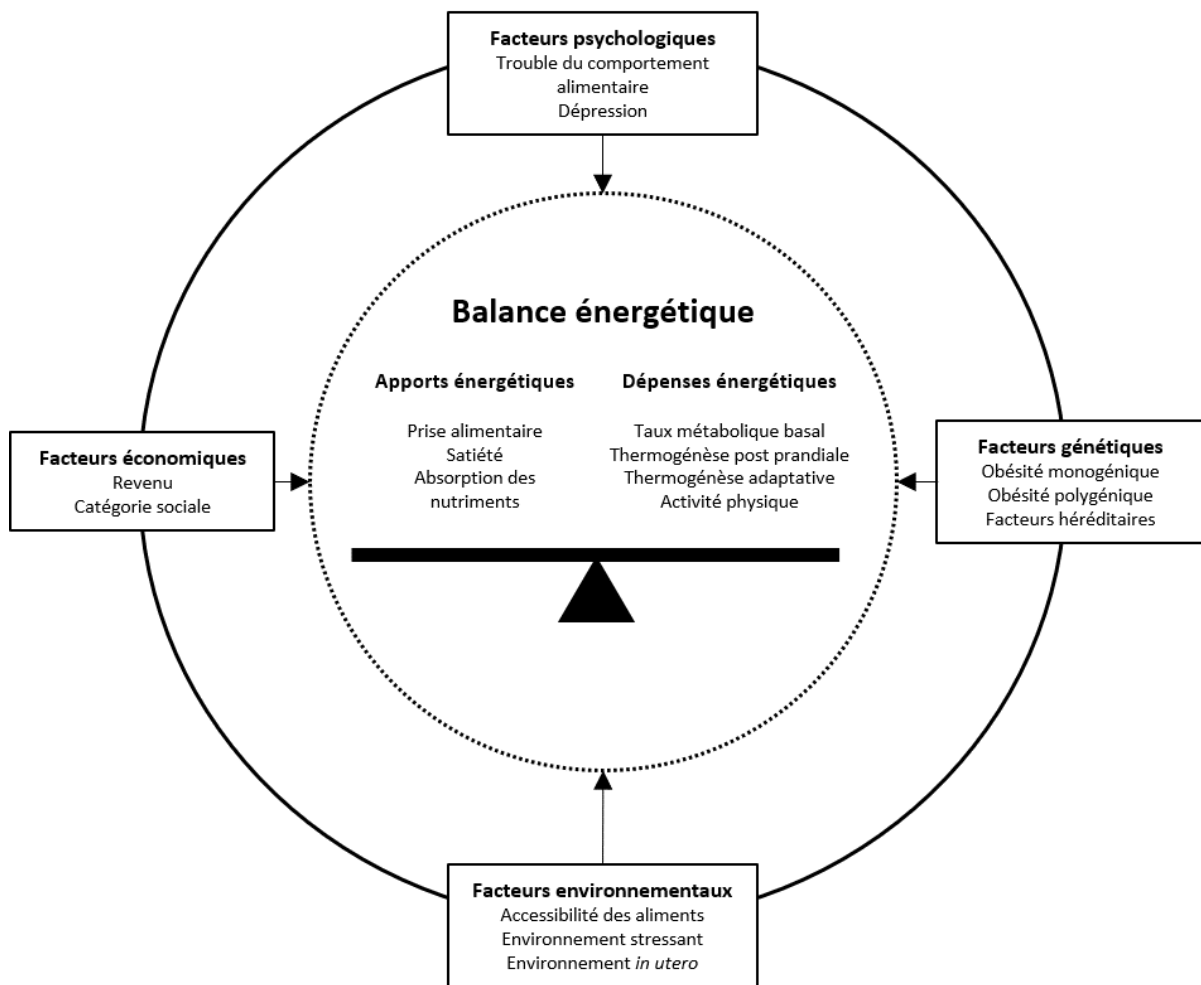 Facteurs psychologiques
Trouble du comportement
alimentaire
Dépression
Balance énergétique
Apports énergétiques
Prise alimentaire
Satiété
Absorption des
nutriments
Dépenses énergétiques
Taux métabolique basal
Thermogénèse post prandiale
Thermogénèse adaptative
Activité physique
Facteurs économiques
Revenu
Catégorie sociale
Facteurs génétiques
Obésité monogénique
Obésité polygénique
Facteurs héréditaires
Facteurs environnementaux
Accessibilité des aliments
Environnement stressant
Environnement in utero